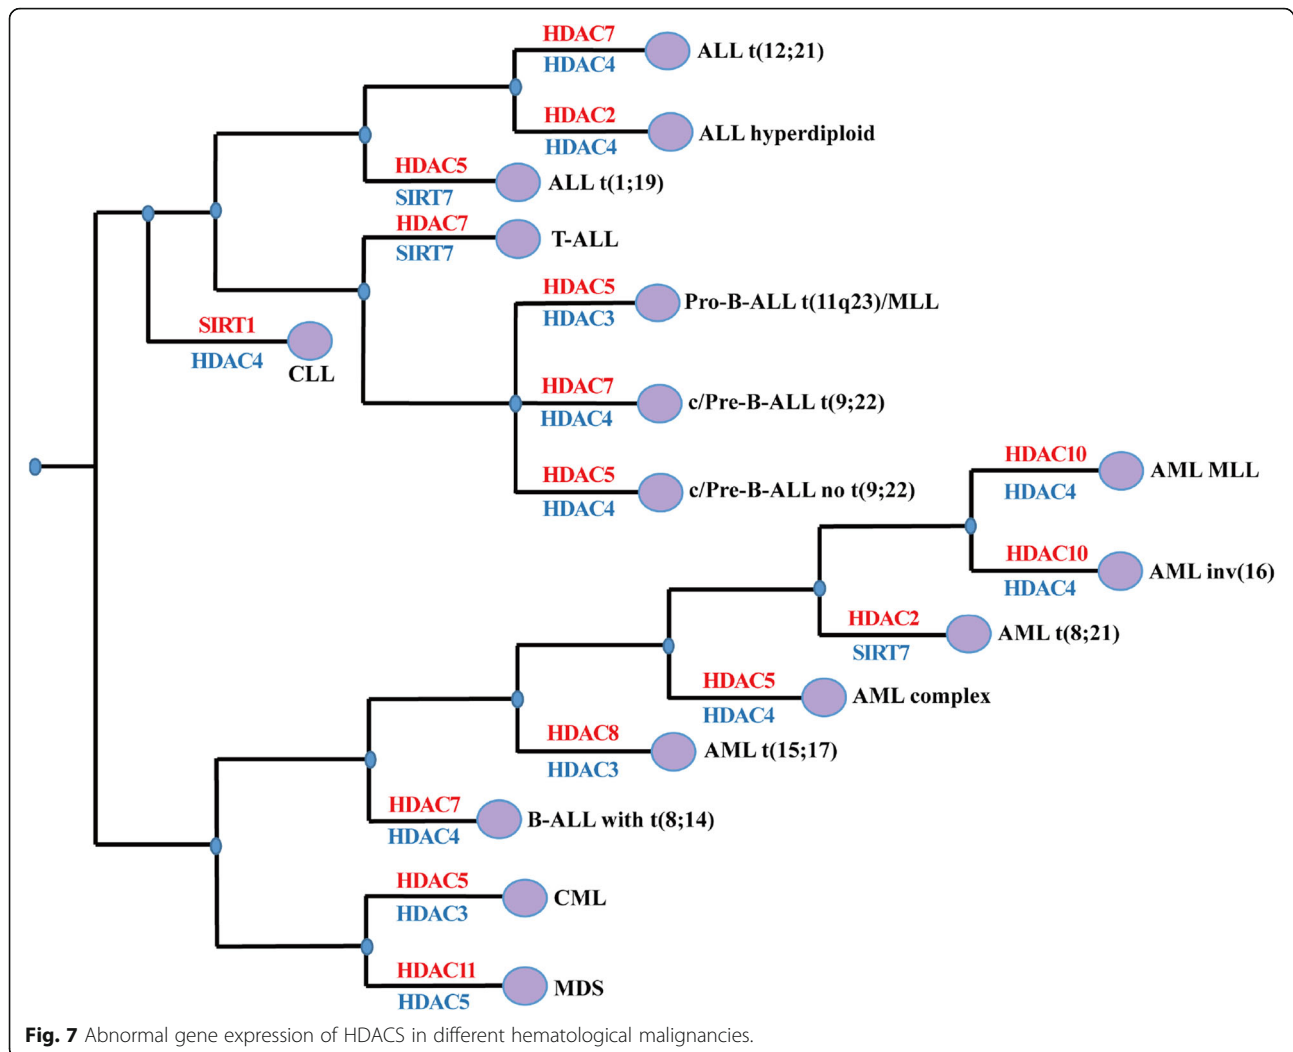 HDAC7
HDAC4
ALL t(12;21)
HDAC2
HDAC4
ALL hyperdiploid
HDAC5
SIRT7
ALL t(1;19)
HDAC7
SIRT7
T-ALL
HDAC5
HDAC3
Pro-B-ALL t(11q23)/MLL
SIRT1
HDAC4
CLL
HDAC7
HDAC4
c/Pre-B-ALL t(9;22)
HDAC5
HDAC4
c/Pre-B-ALL no t(9;22)
HDAC10
HDAC4
AML MLL
HDAC10
HDAC4
AML inv(16)
HDAC2
SIRT7
AML t(8;21)
HDAC5
HDAC4
AML complex
HDAC8
HDAC3
AML t(15;17)
HDAC7
HDAC4
B-ALL with t(8;14)
HDAC5
HDAC3
CML
HDAC11
HDAC5
MDS
Fig. 7 Abnormal gene expression of HDACS in different hematological malignancies.